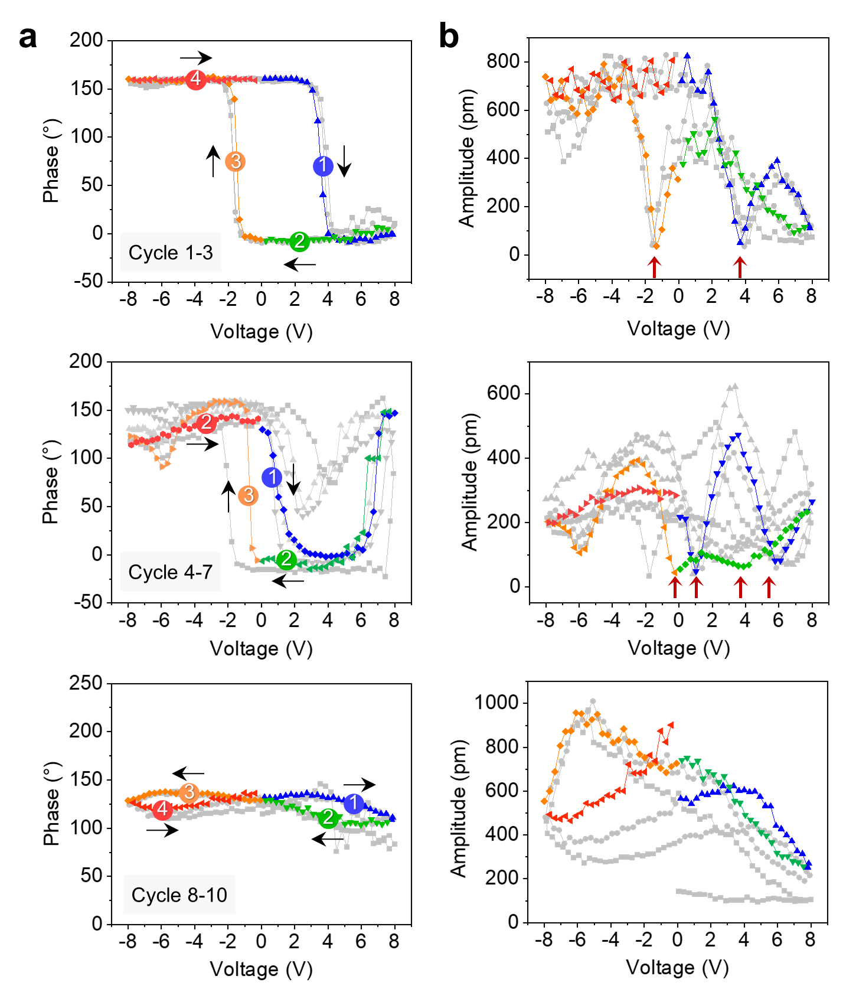 a
b
200
150
100
50
0
-50
Phase (°)
4
3
1
2
Cycle 1-3
-8 -6 -4 -2 0 2 4 6 8
Voltage (V)
800
600
400
200
0
Amplitude (pm)
-8 -6 -4 -2 0 2 4 6 8
Voltage (V)
200
150
100
50
0
-50
Phase (°)
2
1
3
2
Cycle 4-7
-8 -6 -4 -2 0 2 4 6 8
Voltage (V)
600
400
200
0
Amplitude (pm)
-8 -6 -4 -2 0 2 4 6 8
Voltage (V)
250
200
150
100
50
0
Phase (°)
3
4
1
2
Cycle 8-10
-8 -6 -4 -2 0 2 4 6 8
Voltage (V)
1000
800
600
400
200
0
Amplitude (pm)
-8 -6 -4 -2 0 2 4 6 8
Voltage (V)